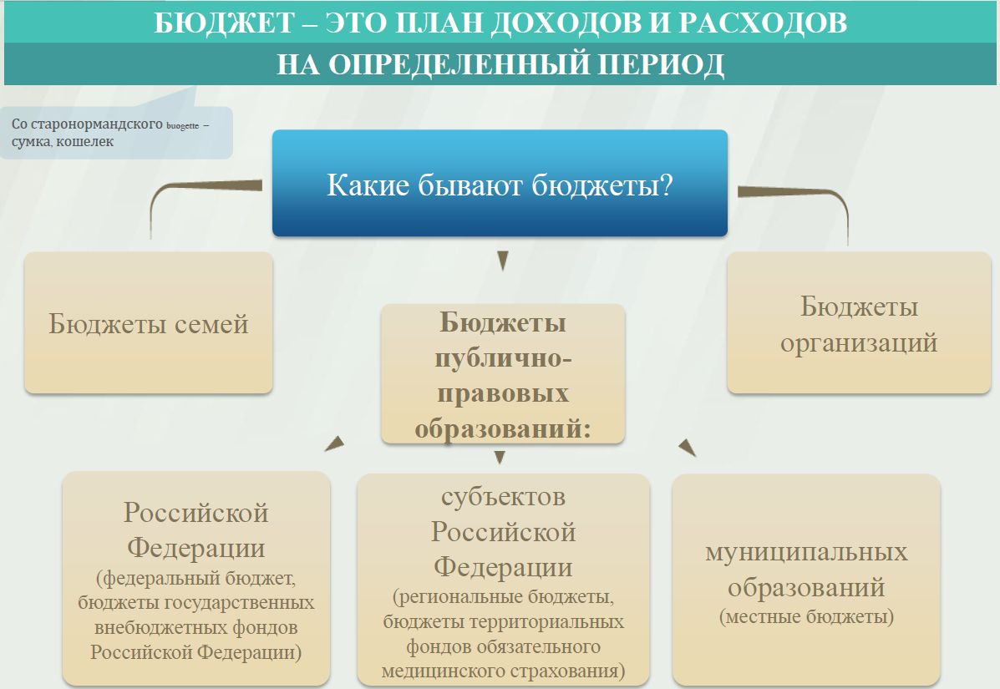 БЮДЖЕТ – ЭТО ПЛАН ДОХОДОВ И РАСХОДОВ
НА ОПРЕДЕЛЕННЫЙ ПЕРИОД
Со старонормандского buogette –
сумка, кошелек
Какие бывают бюджеты?
Бюджеты семей
Бюджеты
публично-
правовых
образований:
Бюджеты
организаций
Российской
Федерации
(федеральный бюджет,
бюджеты государственных
внебюджетных фондов
Российской Федерации)
субъектов
Российской
Федерации
(региональные бюджеты,
бюджеты территориальных
фондов обязательного
медицинского страхования)
муниципальных
образований
(местные бюджеты)